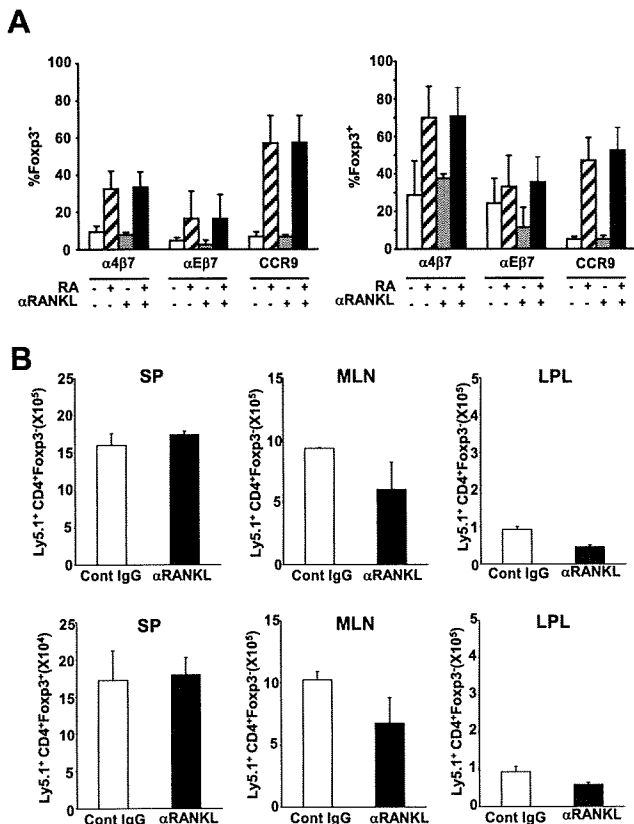 A
%Foxp3-
100
80
60
40
20
0
α4β7 αEβ7 CCR9
- + - + - + - + - + - + RA
- - + + - - + + - - + + αRANKL
%Foxp3+
100
80
60
40
20
0
α4β7 αEβ7 CCR9
- + - + - + - + - + - + RA
- - + + - - + + - - + + αRANKL
B
SP
Ly5.1+ CD4+Foxp3-(X10⁵)
25
20
15
10
5
0
Cont IgG αRANKL
MLN
Ly5.1+ CD4+Foxp3-(X10⁵)
15
10
5
0
Cont IgG αRANKL
LPL
Ly5.1+ CD4+Foxp3-(X10⁵)
5
4
3
2
1
0
Cont IgG αRANKL
SP
Ly5.1+ CD4+Foxp3+(X10⁴)
25
20
15
10
5
0
Cont IgG αRANKL
MLN
Ly5.1+ CD4+Foxp3-(X10⁵)
15
10
5
0
Cont IgG αRANKL
LPL
Ly5.1+ CD4+Foxp3-(X10⁵)
5
4
3
2
1
0
Cont IgG αRANKL